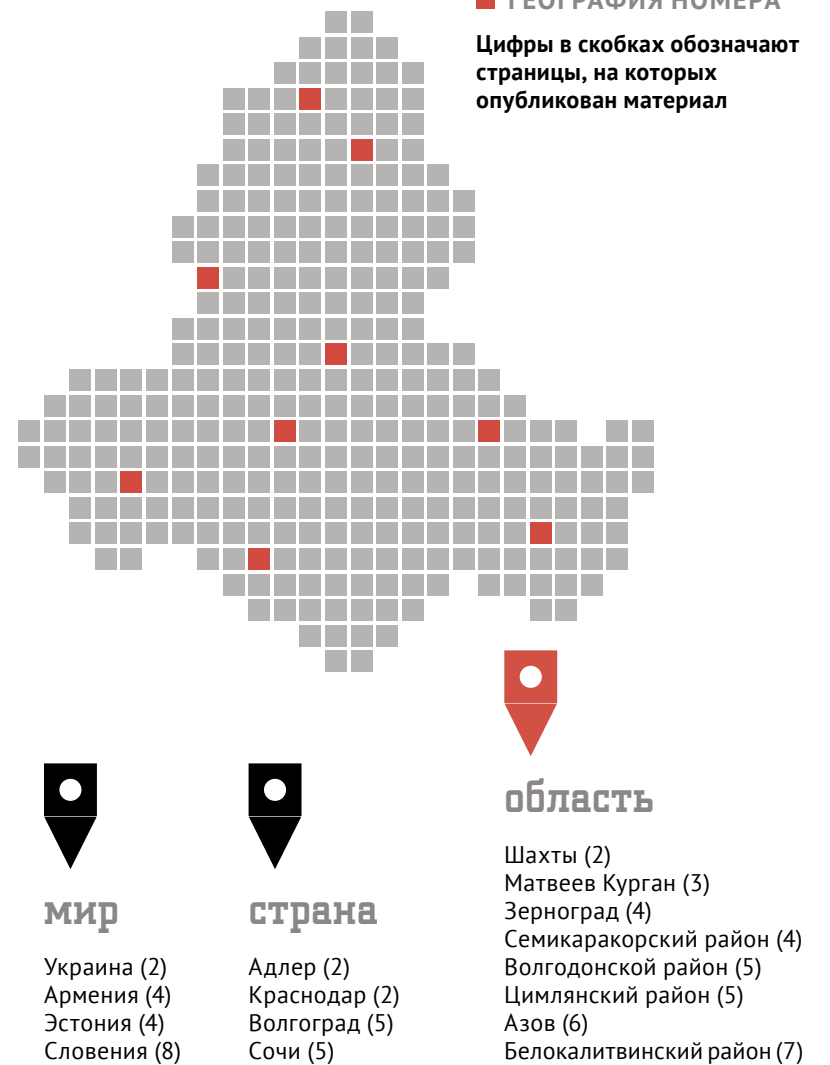 ГЕОГРАФИЯ НОМЕРА
Цифры в скобках обозначают
страницы, на которых
опубликован материал
мир
Украина (2)
Армения (4)
Эстония (4)
Словения (8)
страна
Адлер (2)
Краснодар (2)
Волгоград (5)
Сочи (5)
область
Шахты (2)
Матвеев Курган (3)
Зерноград (4)
Семикаракорский район (4)
Волгодонской район (5)
Цимлянский район (5)
Азов (6)
Белокалитвинский район (7)